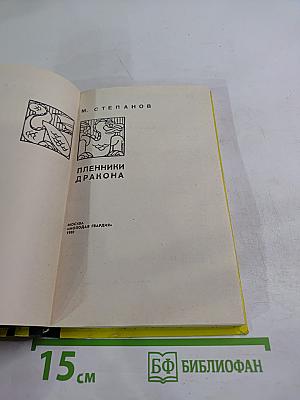 М. СТЕПАНОВ
ПЛЕННИКИ
ДРАКОНА
МОСКВА
«МОЛОДАЯ ГВАРДИЯ»
15 см
БФ БИБЛИОФАН